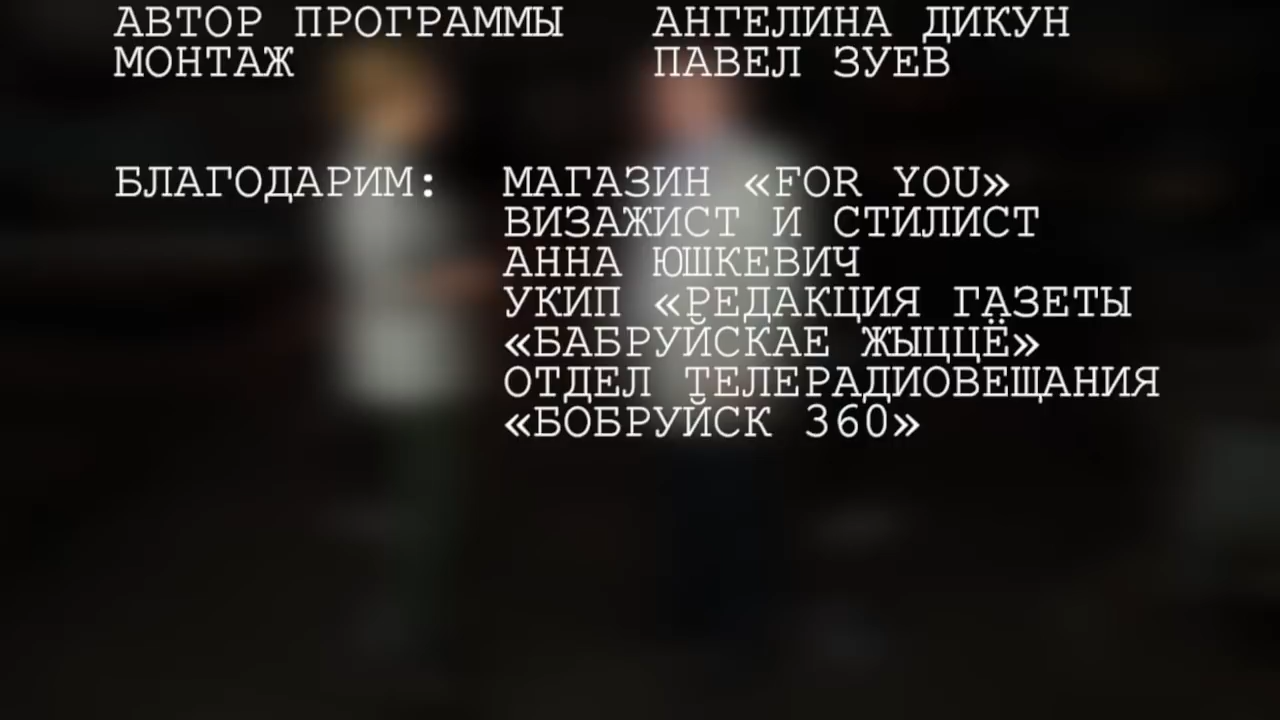 АВТОР ПРОГРАММЫ АНГЕЛИНА ДИКУН
МОНТАЖ ПАВЕЛ ЗУЕВ
БЛАГОДАРИМ: МАГАЗИН «FOR YOU»
ВИЗАЖИСТ И СТИЛИСТ
АННА ЮШКЕВИЧ
УКИП «РЕДАКЦИЯ ГАЗЕТЫ
«БАБРУЙСКАЕ ЖЫЦЦЁ»
ОТДЕЛ ТЕЛЕРАДИОВЕЩАНИЯ
«БОБРУЙСК 360»